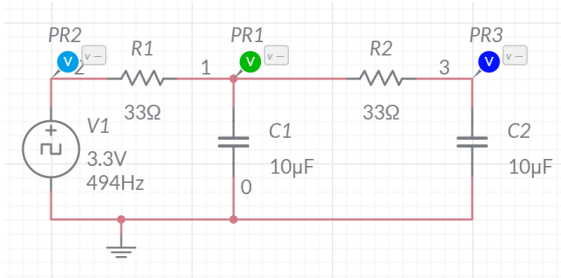 PR2
V
v –
2
R1
33Ω
1
PR1
V
v –
R2
33Ω
3
PR3
V
v –
V1
3.3V
494Hz
C1
10µF
0
C2
10µF